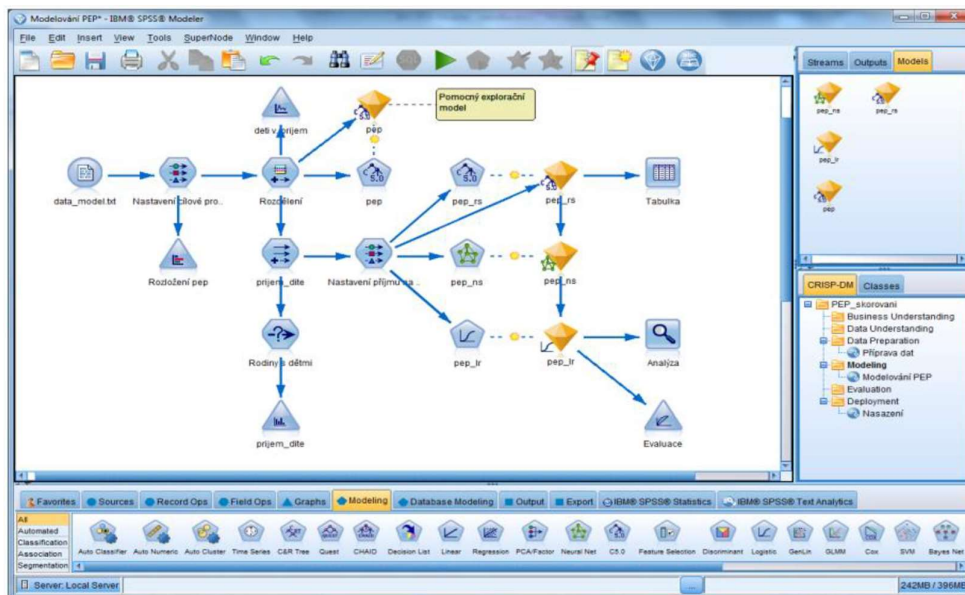 Modelování PEP* - IBM® SPSS® Modeler
File Edit Insert View Tools SuperNode Window Help
Streams Outputs Models
Pomocný explorační
model
deti v prijem
pep
pep_ns
pep_rs
pep_lr
pep
data_model.txt
Nastavení cílové pro..
Rozdělení
pep
pep_rs
pep_rs
Tabulka
Rozložení pep
prijem_dite
Nastavení příjmu na ..
pep_ns
pep_ns
Rodiny s dětmi
pep_lr
pep_lr
Analýza
prijem_dite
Evaluace
CRISP-DM Classes
PEP_skorovani
Business Understanding
Data Understanding
Data Preparation
Příprava dat
Modeling
Modelování PEP
Evaluation
Deployment
Nasazení
Favorites Sources Record Ops Field Ops Graphs Modeling Database Modeling Output Export IBM® SPSS® Statistics IBM® SPSS® Text Analytics
All
Automated
Classification
Association
Segmentation
Auto Classifier Auto Numeric Auto Cluster Time Series C&R Tree Quest CHAID Decision List Linear Regression PCA/Factor Neural Net C5.0 Feature Selection Discriminant Logistic GenLin GLMM Cox SVM Bayes Net
Server: Local Server
...
242MB / 396MB